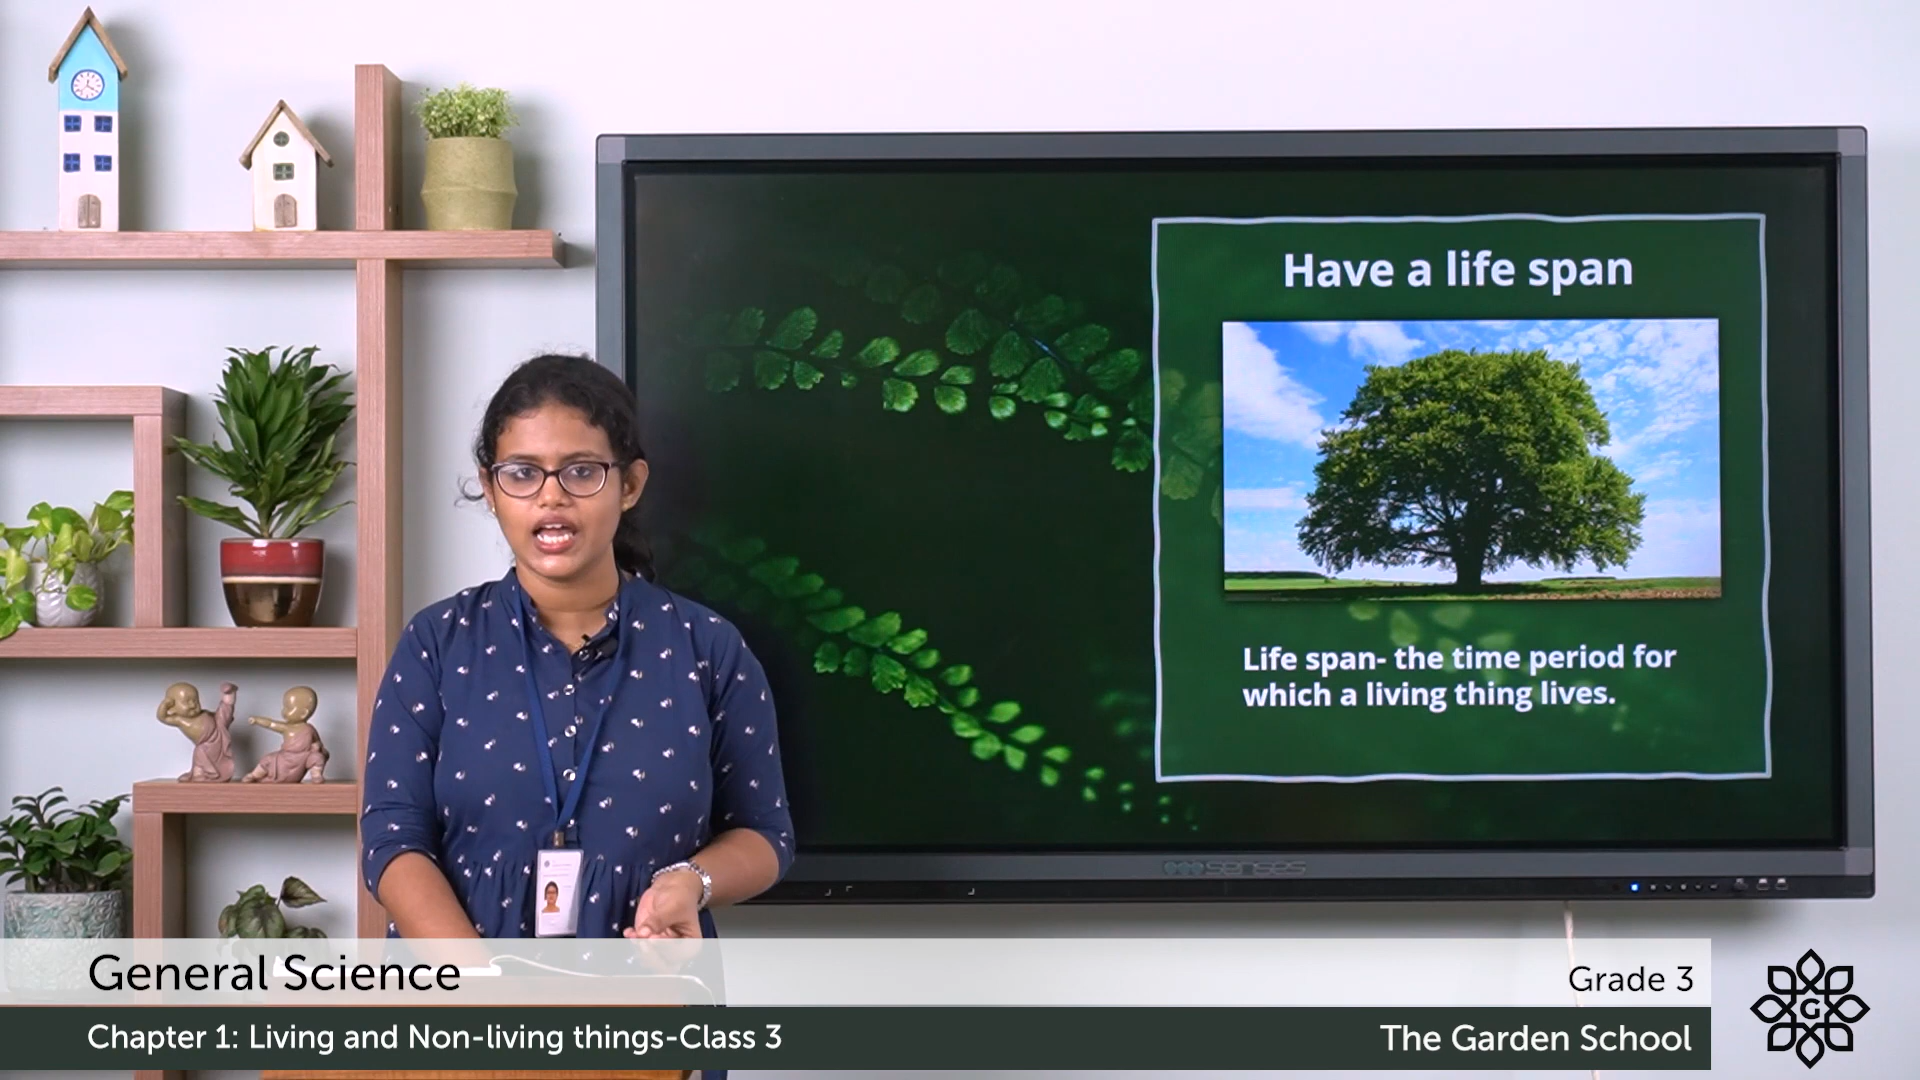 Have a life span
Life span- the time period for
which a living thing lives.
senses
General Science
Grade 3
Chapter 1: Living and Non-living things-Class 3
The Garden School
G